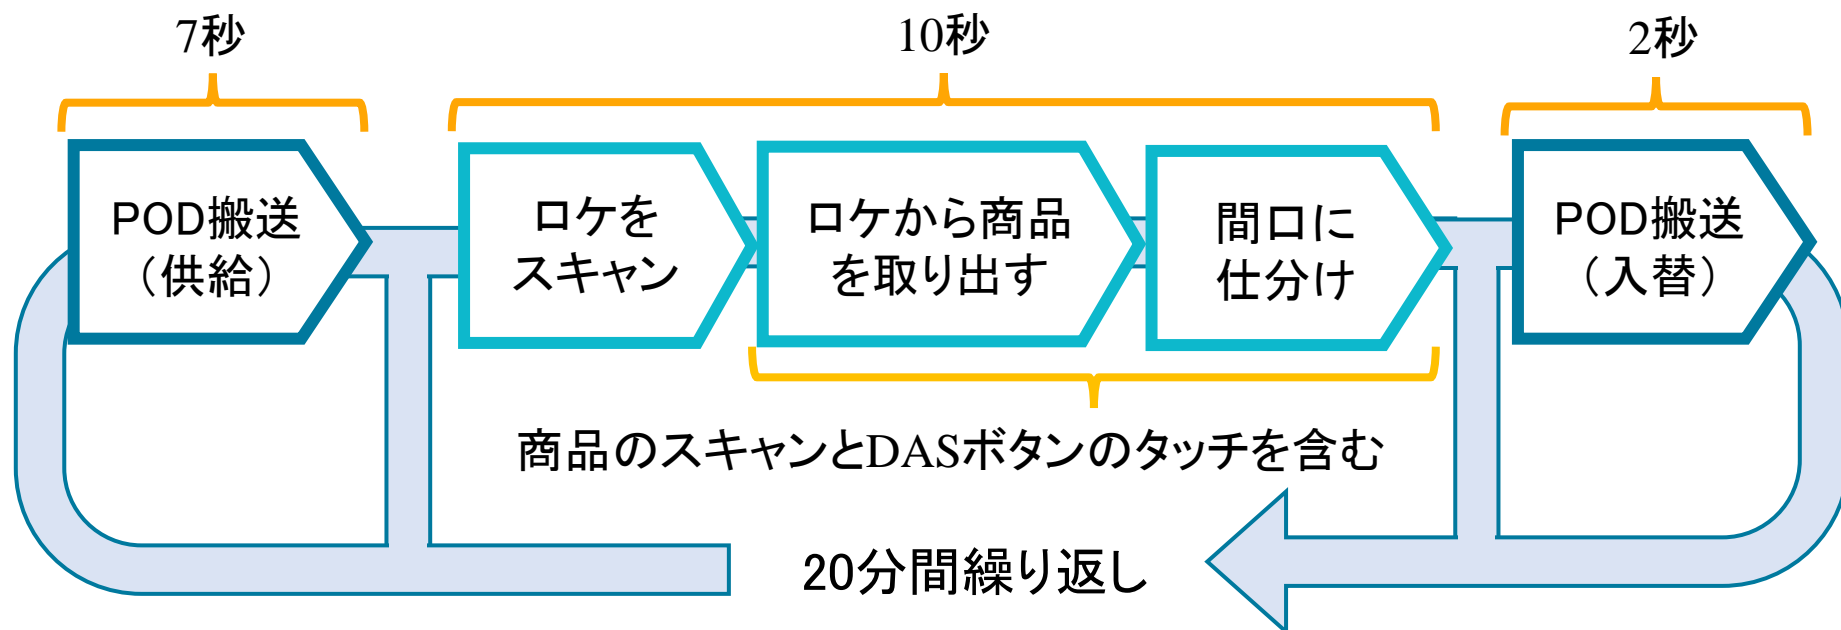 7秒
10秒
2秒
POD搬送
（供給）
ロケを
スキャン
ロケから商品
を取り出す
間口に
仕分け
POD搬送
（入替）
商品のスキャンとDASボタンのタッチを含む
20分間繰り返し